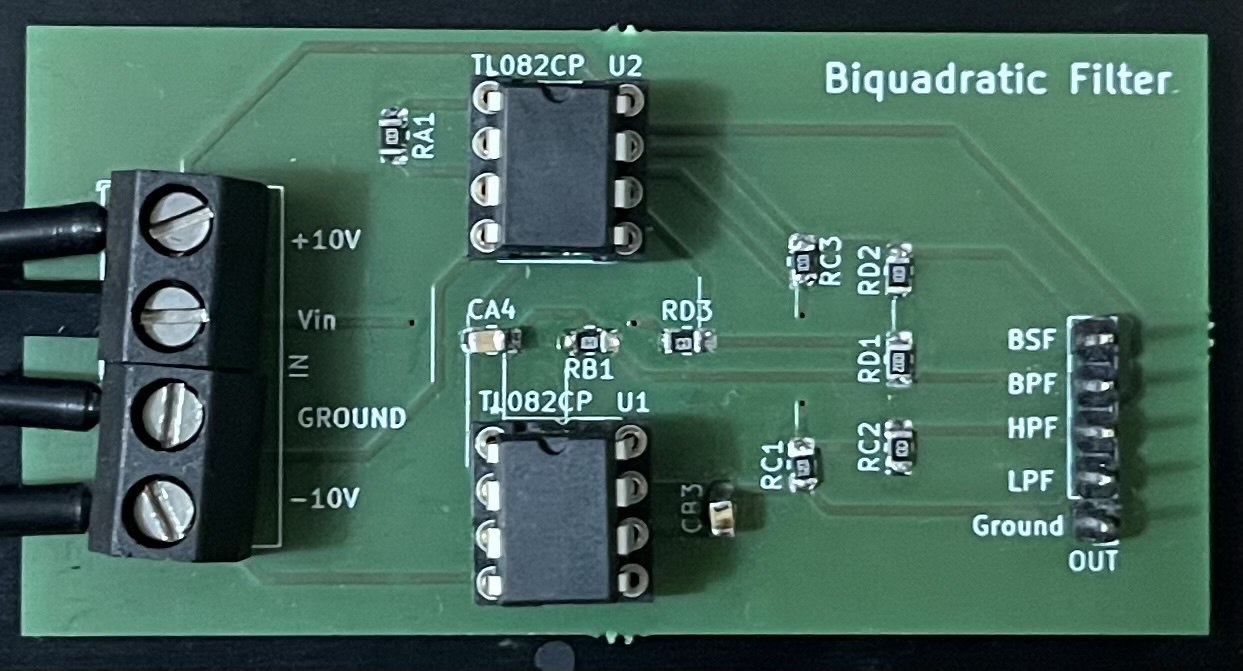 TL082CP U2
Biquadratic Filter
RA1
+10V
RC3
RD2
CA4
RD3
Vin
BSF
RD1
RB1
IN
BPF
TL082CP U1
GROUND
HPF
RC2
RC1
LPF
-10V
CB3
Ground
OUT